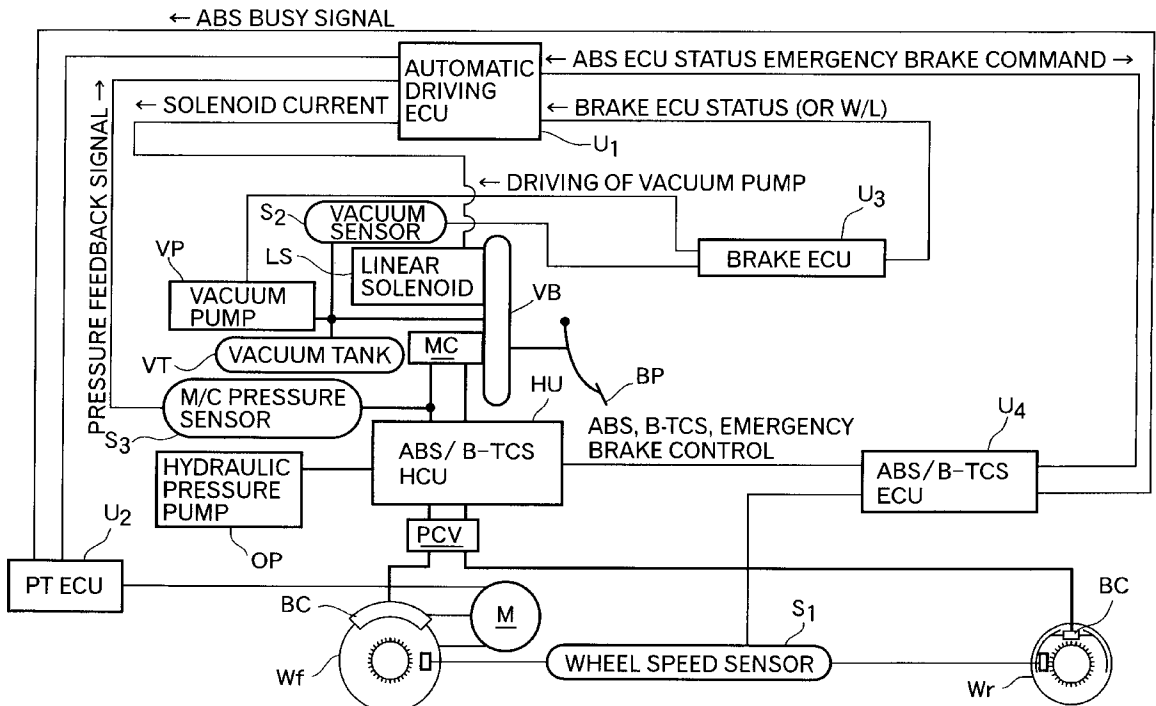 ← ABS BUSY SIGNAL
AUTOMATIC
DRIVING
ECU
← ABS ECU STATUS EMERGENCY BRAKE COMMAND →
← SOLENOID CURRENT
← BRAKE ECU STATUS (OR W/L)
U1
PRESSURE FEEDBACK SIGNAL →
← DRIVING OF VACUUM PUMP
S2
VACUUM
SENSOR
U3
BRAKE ECU
VP
LS
LINEAR
SOLENOID
VB
VACUUM
PUMP
VT
VACUUM TANK
MC
BP
M/C PRESSURE
SENSOR
S3
HU
ABS, B-TCS, EMERGENCY
BRAKE CONTROL
U4
ABS/B-TCS
HCU
ABS/B-TCS
ECU
HYDRAULIC
PRESSURE
PUMP
OP
PCV
U2
PT ECU
BC
M
S1
BC
Wf
WHEEL SPEED SENSOR
Wr